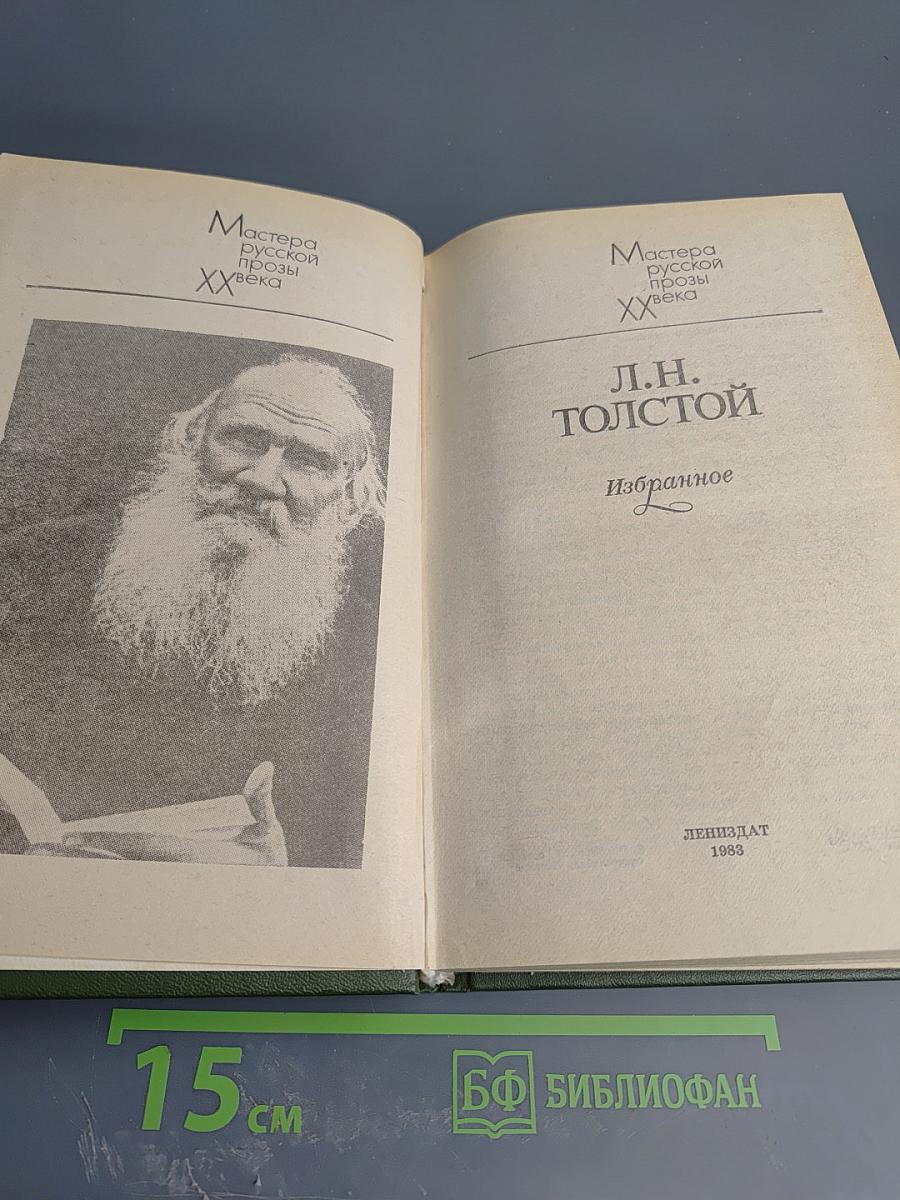 Мастера
русской
прозы
XX века
Мастера
русской
прозы
XX века
Л.Н.
ТОЛСТОЙ
Избранное
ЛЕНИЗДАТ
1983
15 см
БФ БИБЛИОФАН